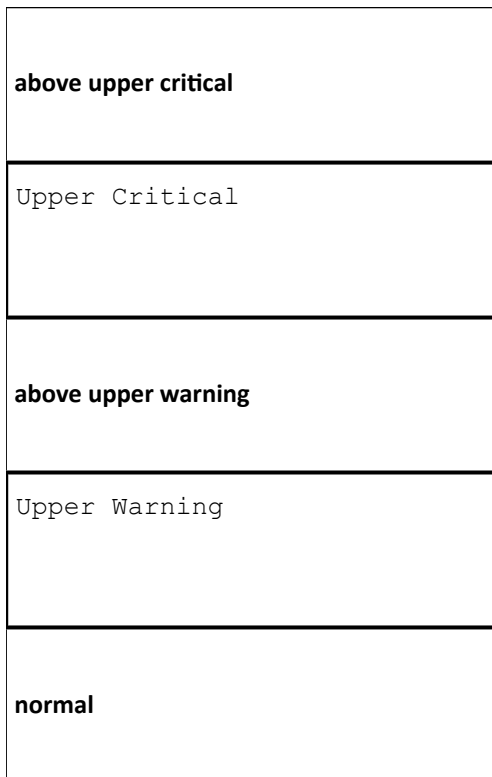 above upper critical
Upper Critical
above upper warning
Upper Warning
normal